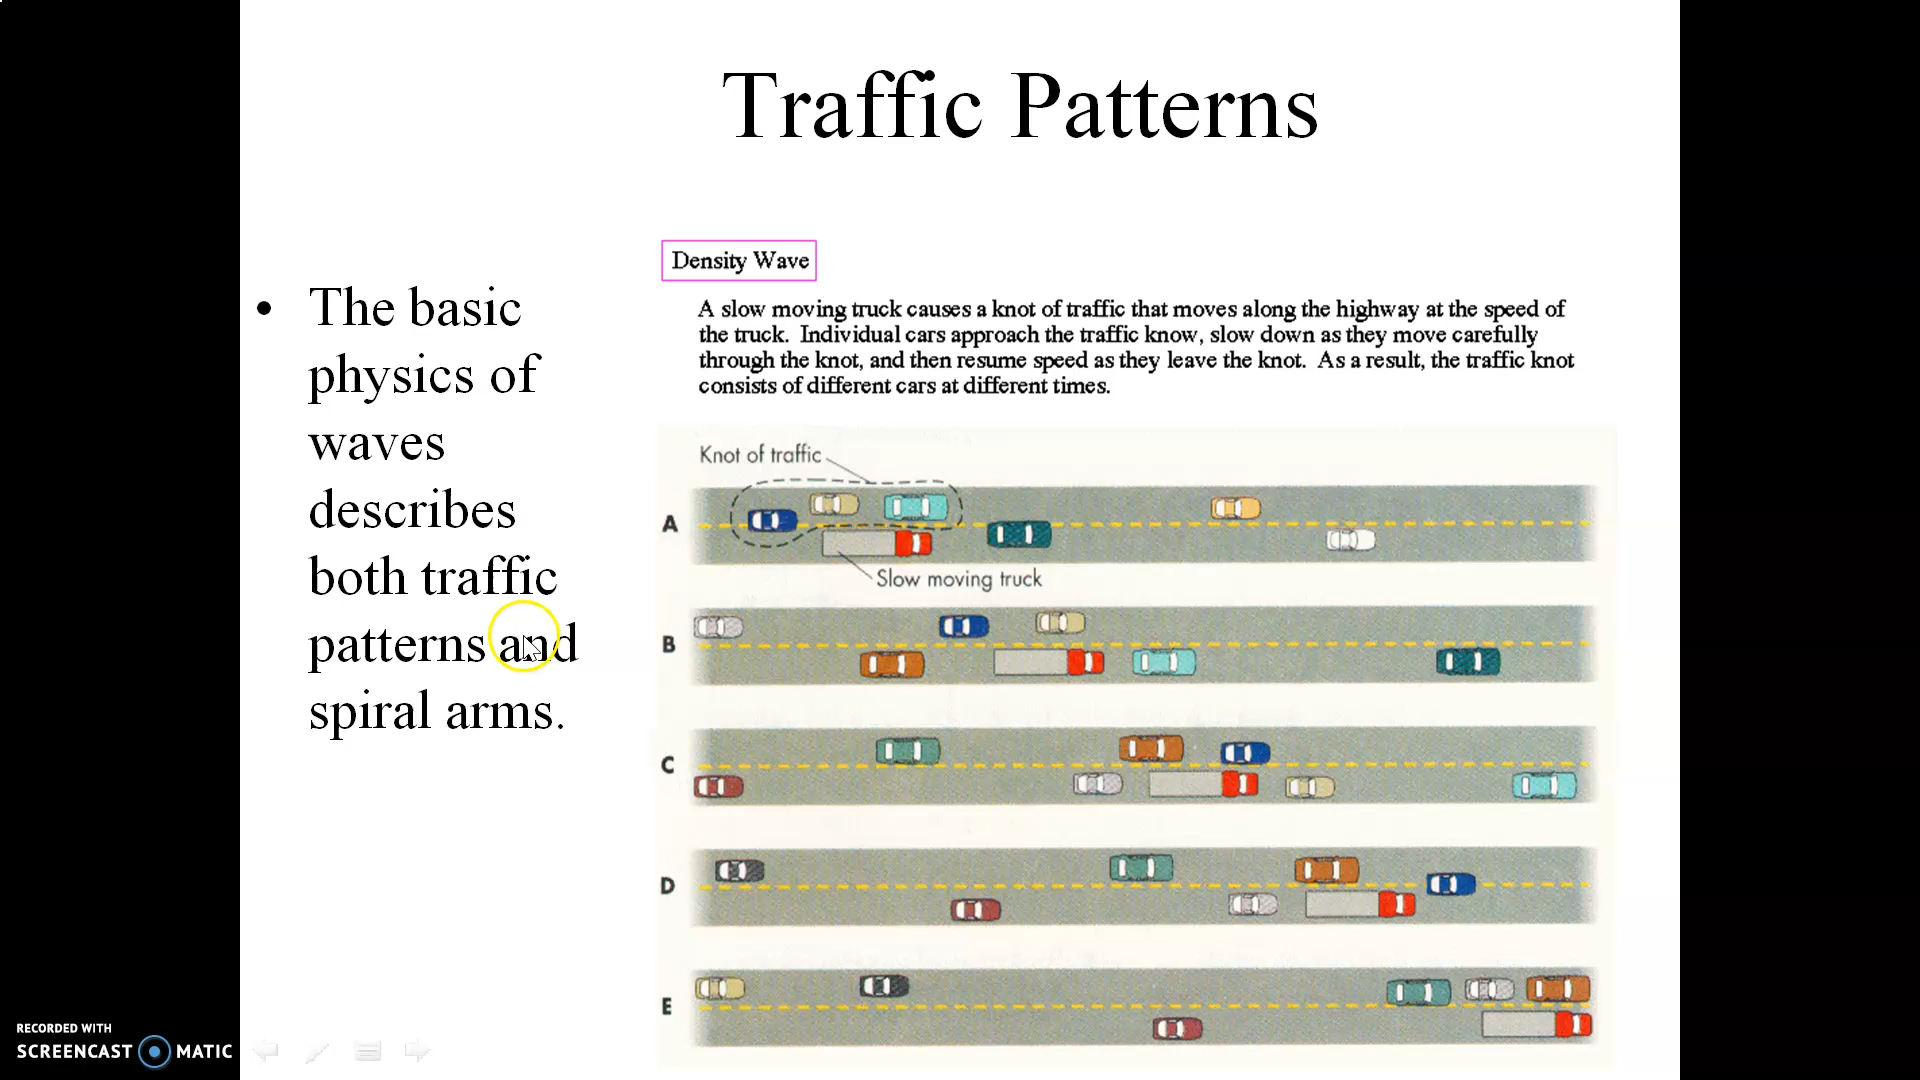 Traffic Patterns
• The basic
physics of
waves
describes
both traffic
patterns and
spiral arms.
Density Wave
A slow moving truck causes a knot of traffic that moves along the highway at the speed of
the truck. Individual cars approach the traffic know, slow down as they move carefully
through the knot, and then resume speed as they leave the knot. As a result, the traffic knot
consists of different cars at different times.
Knot of traffic
A
Slow moving truck
B
C
D
E
RECORDED WITH
SCREENCAST MATIC